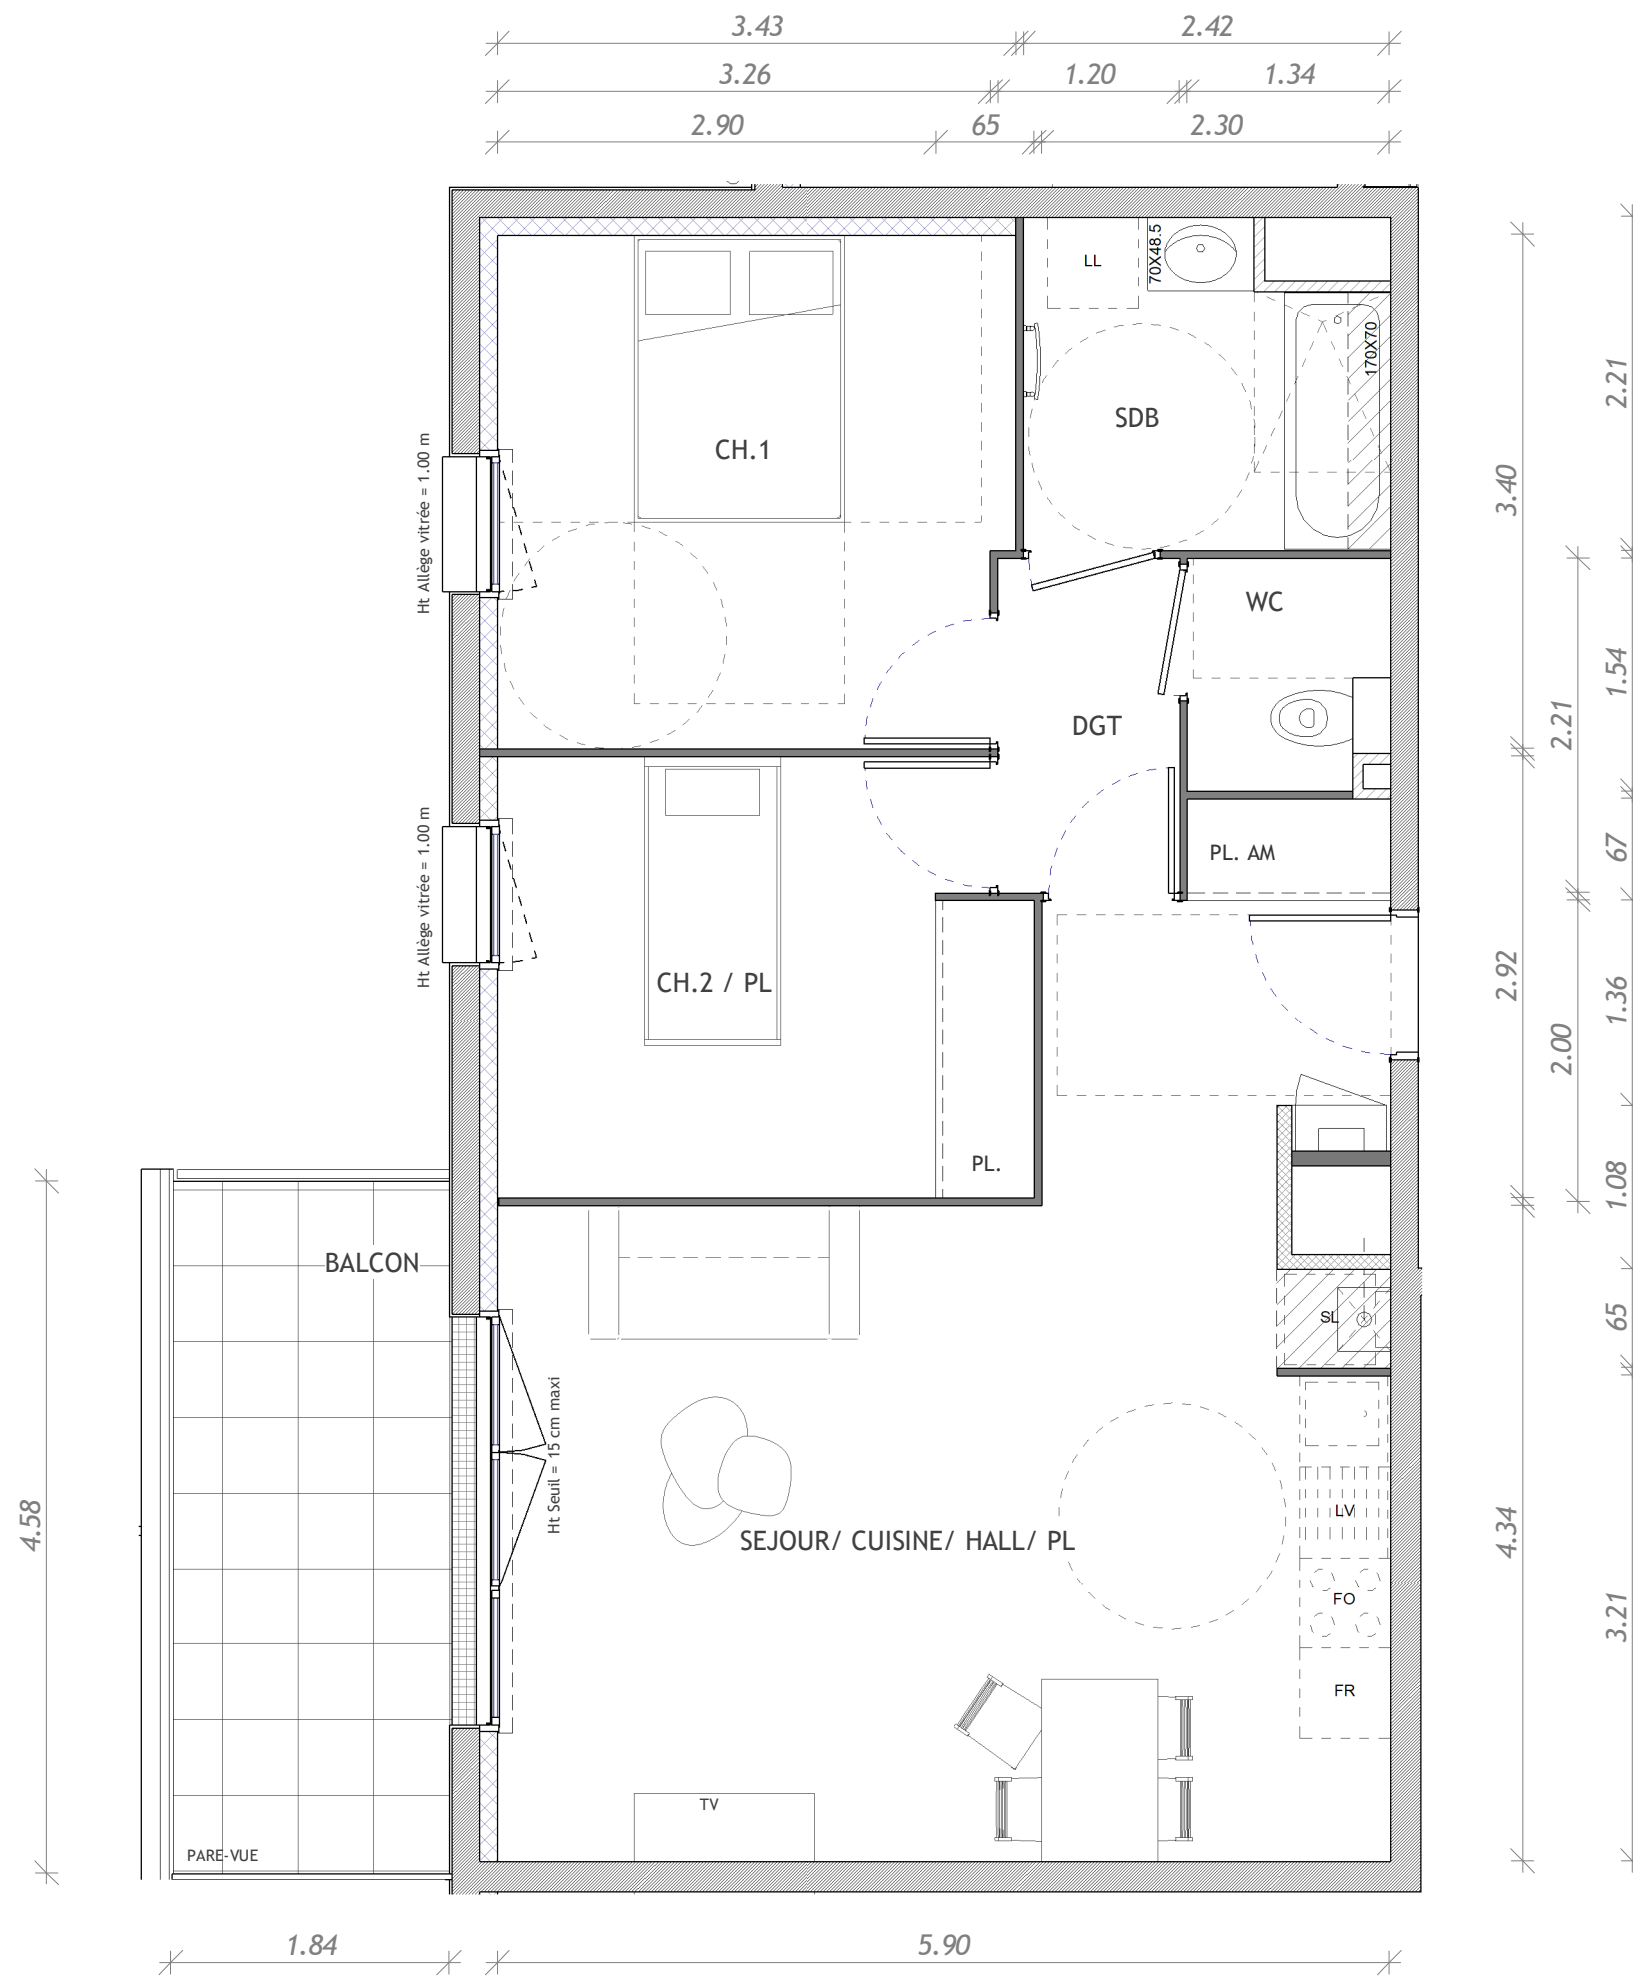 3.43
2.42
3.26
1.20
1.34
2.90
65
2.30
LL
70X48.5
170X70
SDB
CH.1
Ht Allège vitrée = 1.00 m
WC
DGT
PL. AM
Ht Allège vitrée = 1.00 m
CH.2 / PL
PL.
BALCON
SL
Ht Seuil = 15 cm maxi
LV
SEJOUR/ CUISINE/ HALL/ PL
FO
FR
TV
PARE-VUE
3.40
2.92
4.34
2.21
2.00
2.21
1.54
67
1.36
1.08
65
3.21
4.58
1.84
5.90